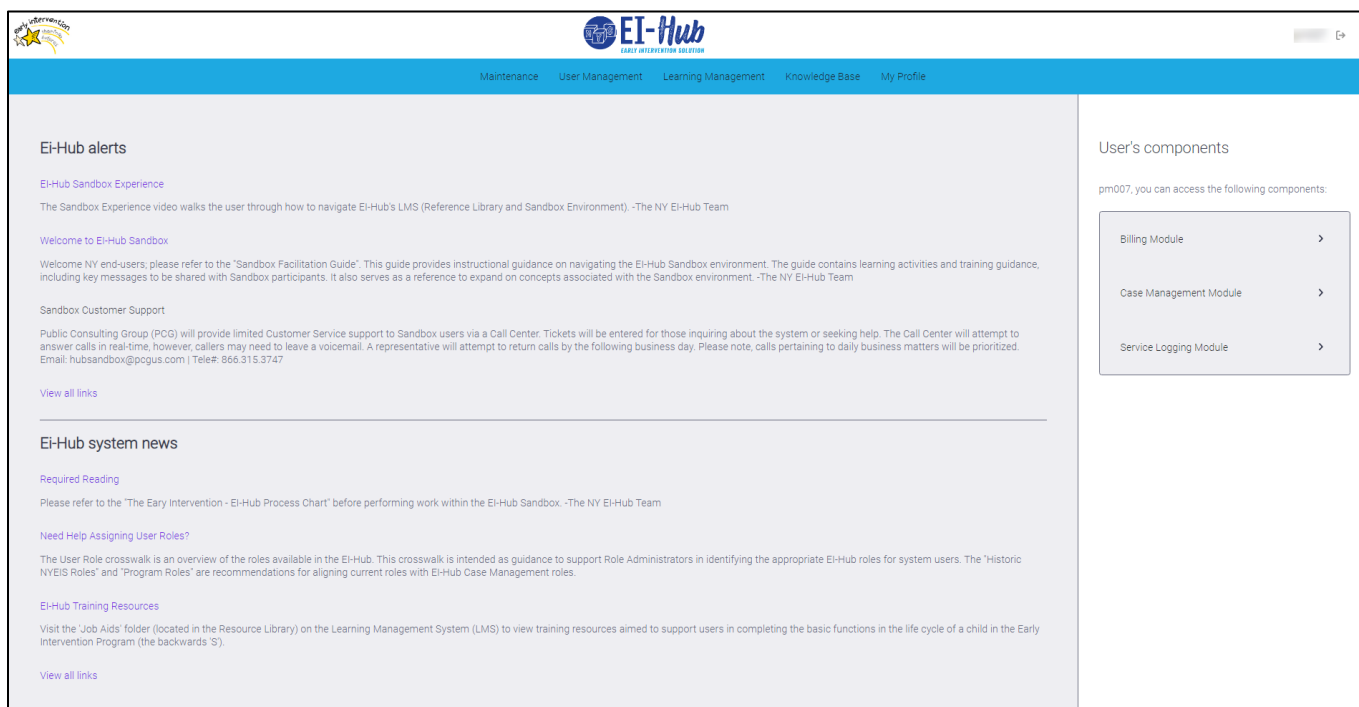 early intervention
EI-Hub
EARLY INTERVENTION SOLUTION
Maintenance User Management Learning Management Knowledge Base My Profile
Ei-Hub alerts
EI-Hub Sandbox Experience
The Sandbox Experience video walks the user through how to navigate EI-Hub's LMS (Reference Library and Sandbox Environment). -The NY EI-Hub Team
Welcome to EI-Hub Sandbox
Welcome NY end-users; please refer to the "Sandbox Facilitation Guide". This guide provides instructional guidance on navigating the EI-Hub Sandbox environment. The guide contains learning activities and training guidance,
including key messages to be shared with Sandbox participants. It also serves as a reference to expand on concepts associated with the Sandbox environment. -The NY EI-Hub Team
Sandbox Customer Support
Public Consulting Group (PCG) will provide limited Customer Service support to Sandbox users via a Call Center. Tickets will be entered for those inquiring about the system or seeking help. The Call Center will attempt to
answer calls in real-time, however, callers may need to leave a voicemail. A representative will attempt to return calls by the following business day. Please note, calls pertaining to daily business matters will be prioritized.
Email: hubsandbox@pcgus.com | Tele#: 866.315.3747
View all links
Ei-Hub system news
Required Reading
Please refer to the "The Eary Intervention - EI-Hub Process Chart" before performing work within the EI-Hub Sandbox. -The NY EI-Hub Team
Need Help Assigning User Roles?
The User Role crosswalk is an overview of the roles available in the EI-Hub. This crosswalk is intended as guidance to support Role Administrators in identifying the appropriate EI-Hub roles for system users. The "Historic
NYEIS Roles" and "Program Roles" are recommendations for aligning current roles with EI-Hub Case Management roles.
EI-Hub Training Resources
Visit the 'Job Aids' folder (located in the Resource Library) on the Learning Management System (LMS) to view training resources aimed to support users in completing the basic functions in the life cycle of a child in the Early
Intervention Program (the backwards 'S').
View all links
User's components
pm007, you can access the following components:
Billing Module
Case Management Module
Service Logging Module